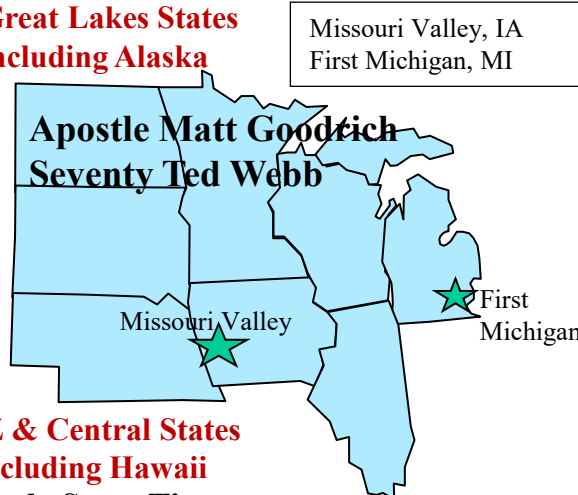 Great Lakes States
ncluding Alaska
Missouri Valley, IA
First Michigan, MI
Apostle Matt Goodrich
Seventy Ted Webb
Missouri Valley
First
Michigan
& Central States
cluding Hawaii